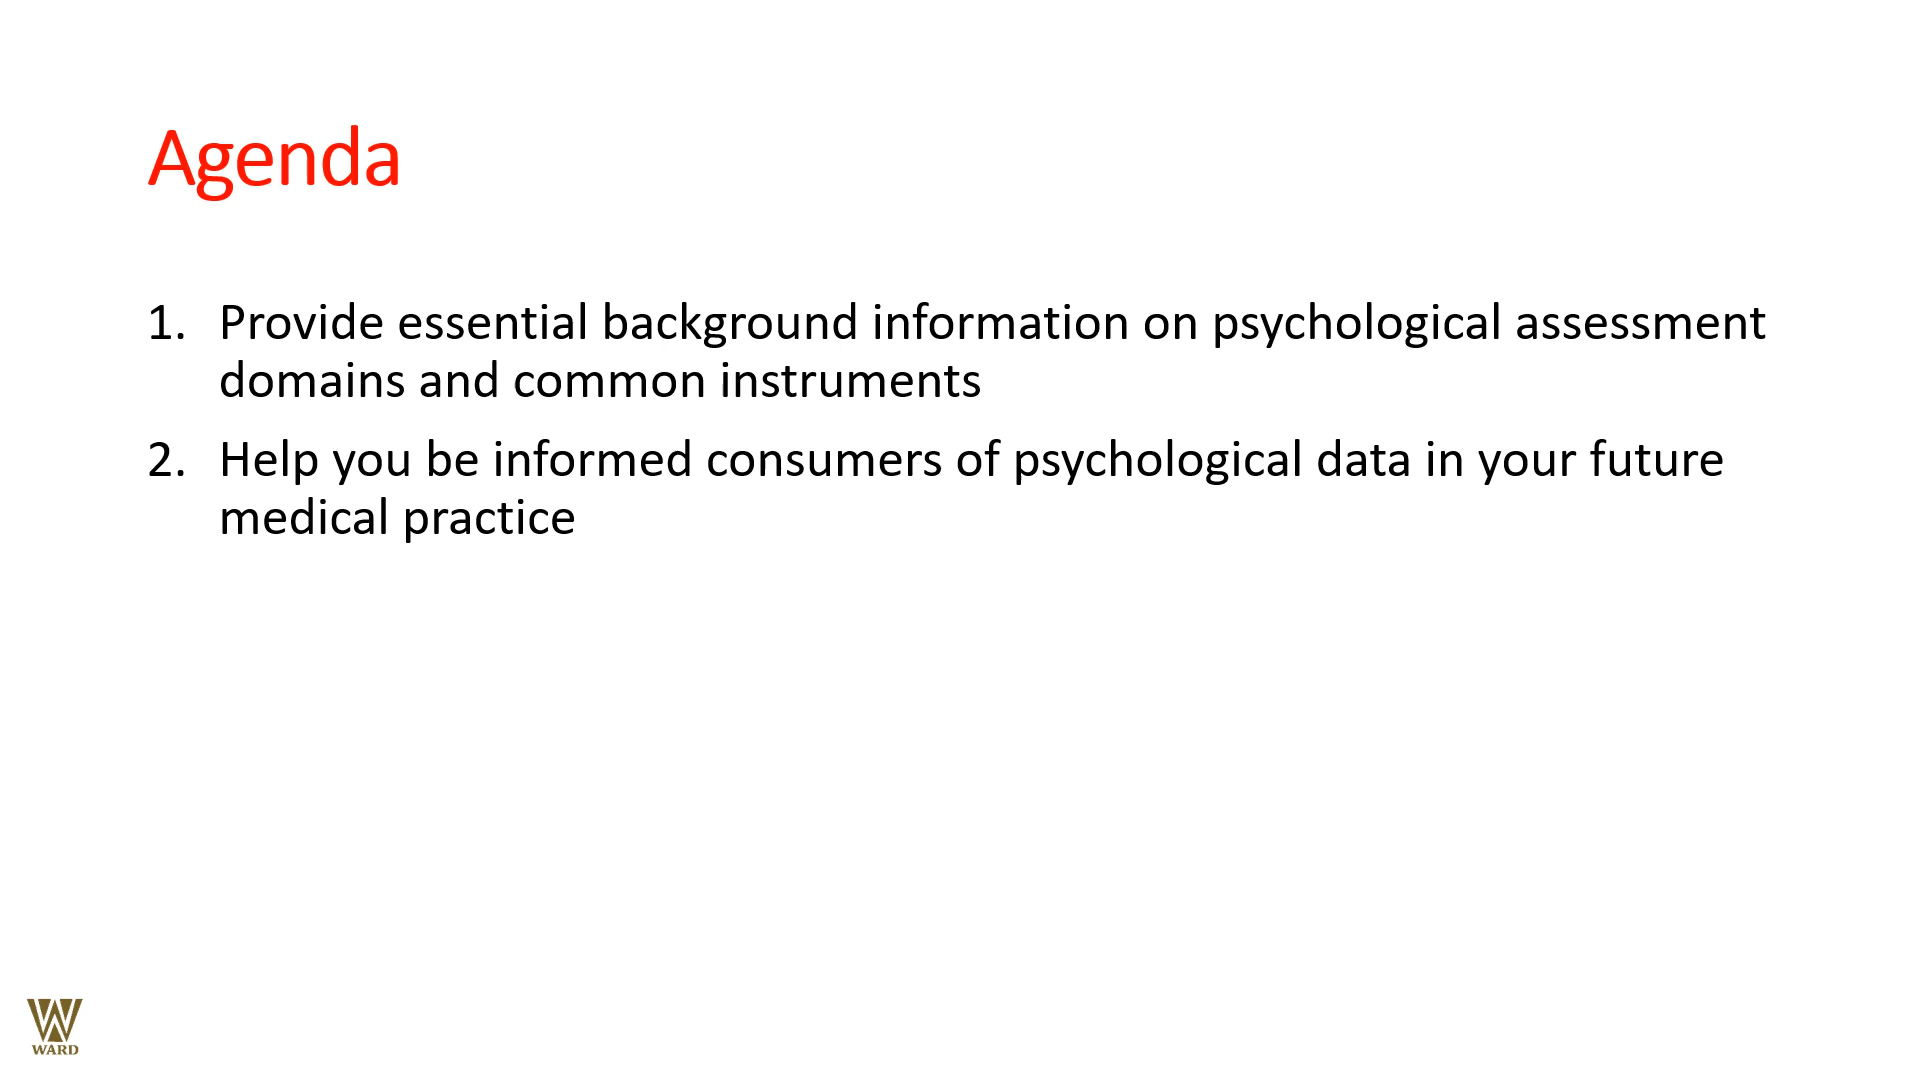 Agenda
1. Provide essential background information on psychological assessment
domains and common instruments
2. Help you be informed consumers of psychological data in your future
medical practice
WARD